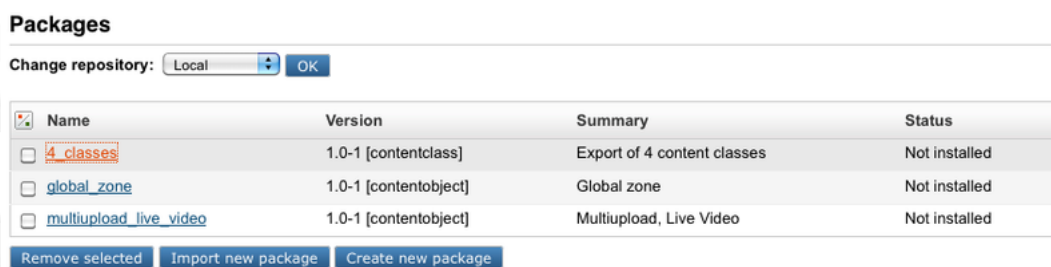 Packages
Change repository: Local OK
Name Version Summary Status
4_classes 1.0-1 [contentclass] Export of 4 content classes Not installed
global_zone 1.0-1 [contentobject] Global zone Not installed
multiupload_live_video 1.0-1 [contentobject] Multiupload, Live Video Not installed
Remove selected Import new package Create new package